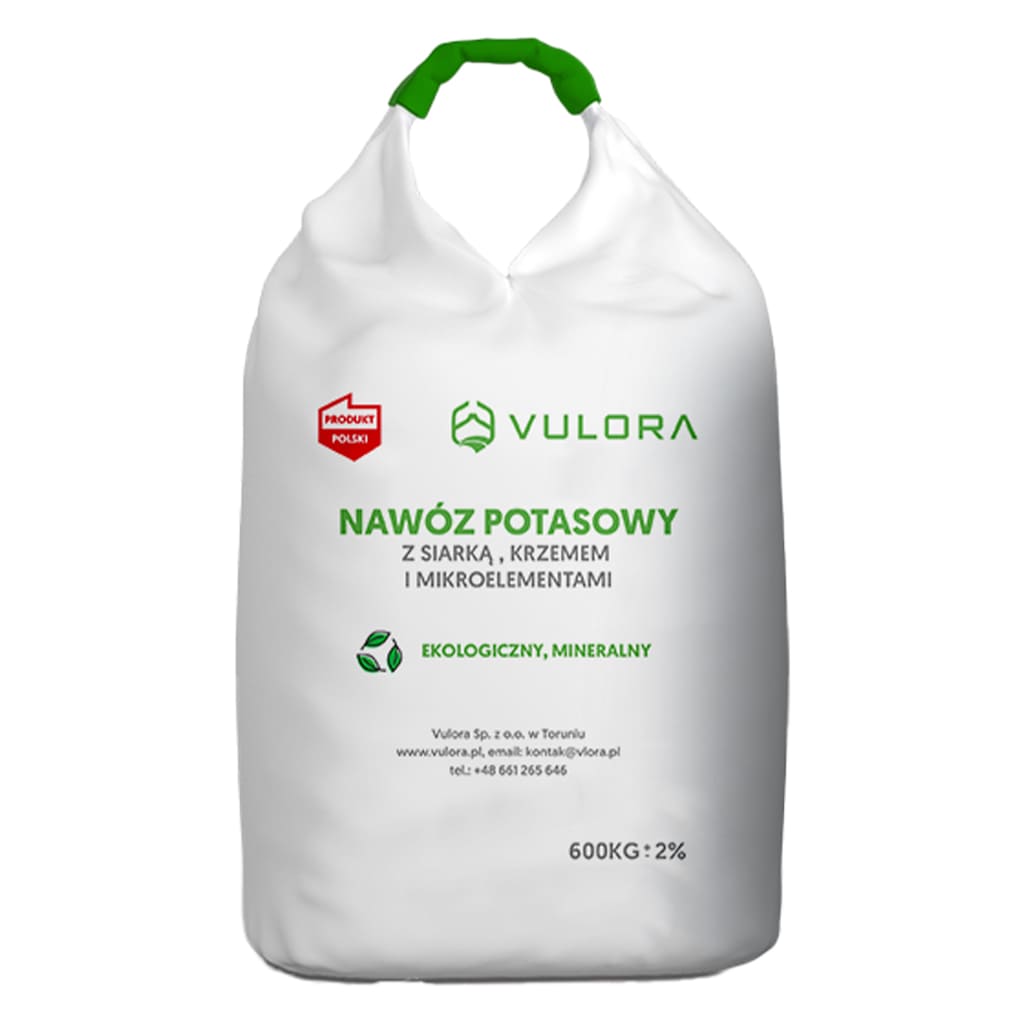 PRODUKT
POLSKI
VULORA
NAWÓZ POTASOWY
Z SIARKĄ , KRZEMEM
I MIKROELEMENTAMI
EKOLOGICZNY, MINERALNY
Vulora Sp. z o.o. w Toruniu
www.vulora.pl, email: kontak@vlora.pl
tel.: +48 661 265 646
600KG ± 2%